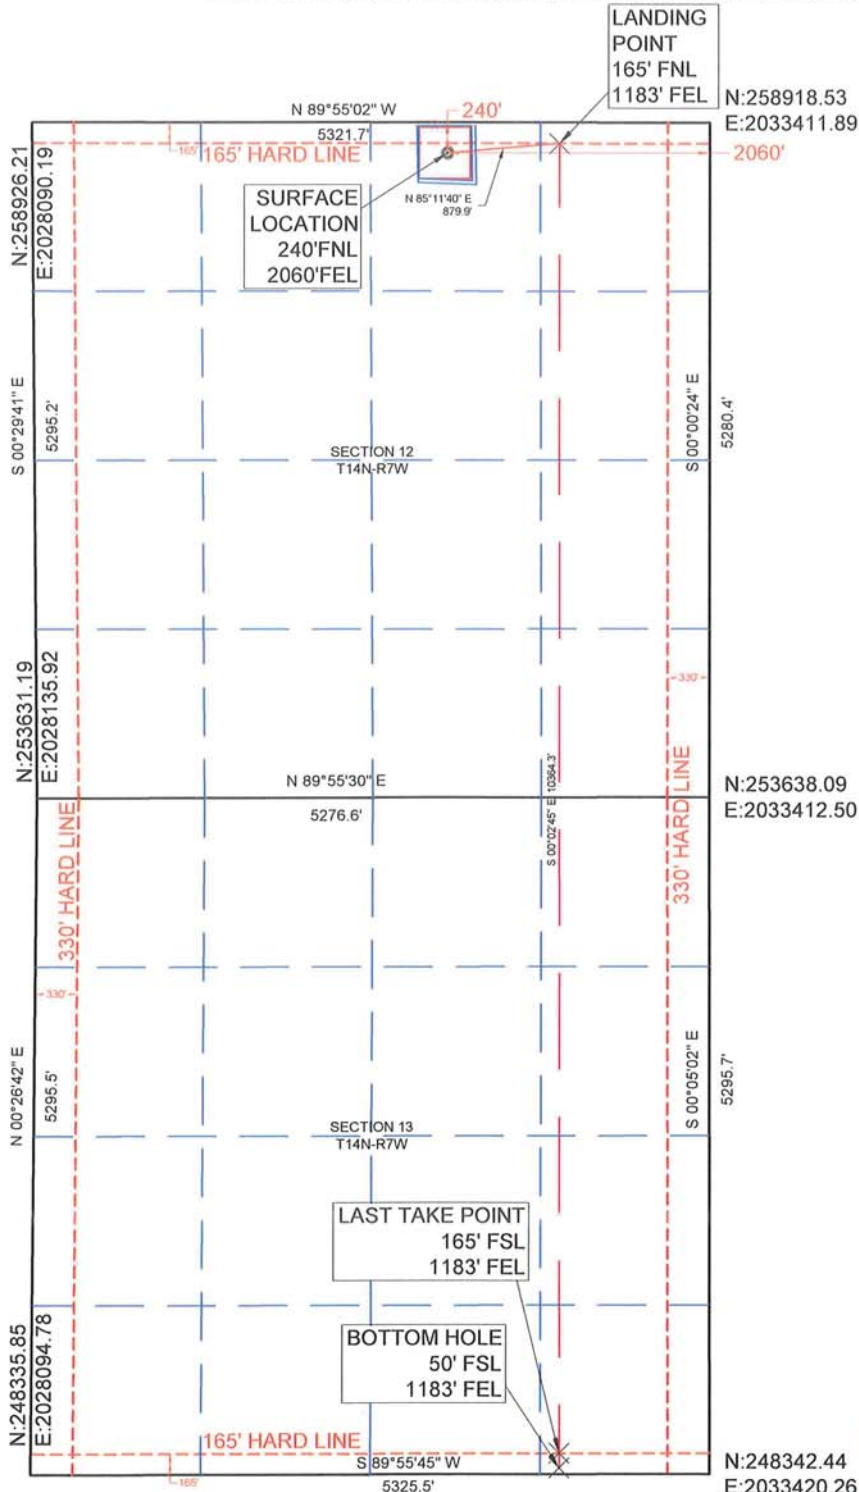 LANDING
POINT
165' FNL
1183' FEL
N:258918.53
E:2033411.89
N 89°55'02" W
240'
5321.7'
165'
165' HARD LINE
2060'
N 85°11'40" E
879.9'
SURFACE
LOCATION
240'FNL
2060'FEL
N:258926.21
E:2028090.19
S 00°29'41" E
5295.2'
SECTION 12
T14N-R7W
S 00°00'24" E
5280.4'
N:253631.19
E:2028135.92
330'
330' HARD LINE
N 89°55'30" E
5276.6'
S 00°02'45" E 10364.3'
N:253638.09
E:2033412.50
330' HARD LINE
330'
N 00°26'42" E
5295.5'
SECTION 13
T14N-R7W
S 00°05'02" E
5295.7'
LAST TAKE POINT
165' FSL
1183' FEL
BOTTOM HOLE
50' FSL
1183' FEL
N:248335.85
E:2028094.78
165' HARD LINE
S 89°55'45" W
5325.5'
165'
N:248342.44
E:2033420.26